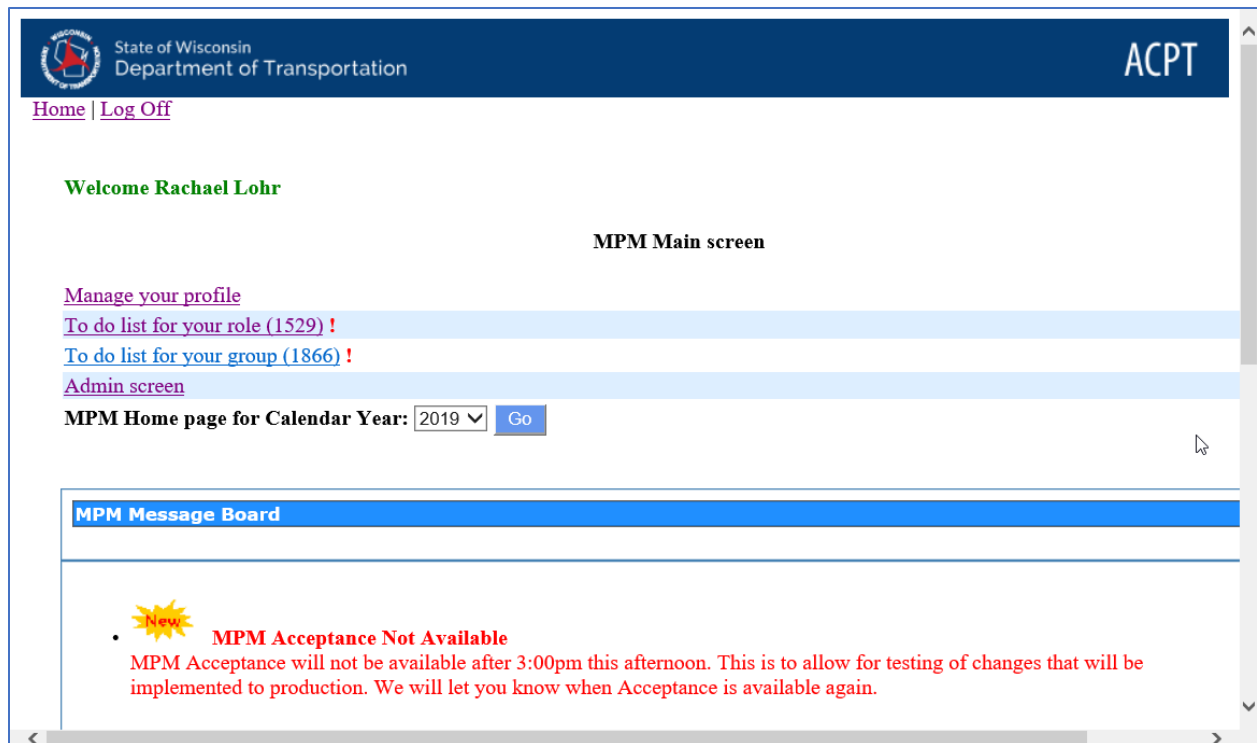 State of Wisconsin
Department of Transportation
ACPT
Home | Log Off
Welcome Rachael Lohr
MPM Main screen
Manage your profile
To do list for your role (1529) !
To do list for your group (1866) !
Admin screen
MPM Home page for Calendar Year: 2019 Go
MPM Message Board
New
MPM Acceptance Not Available
MPM Acceptance will not be available after 3:00pm this afternoon. This is to allow for testing of changes that will be
implemented to production. We will let you know when Acceptance is available again.